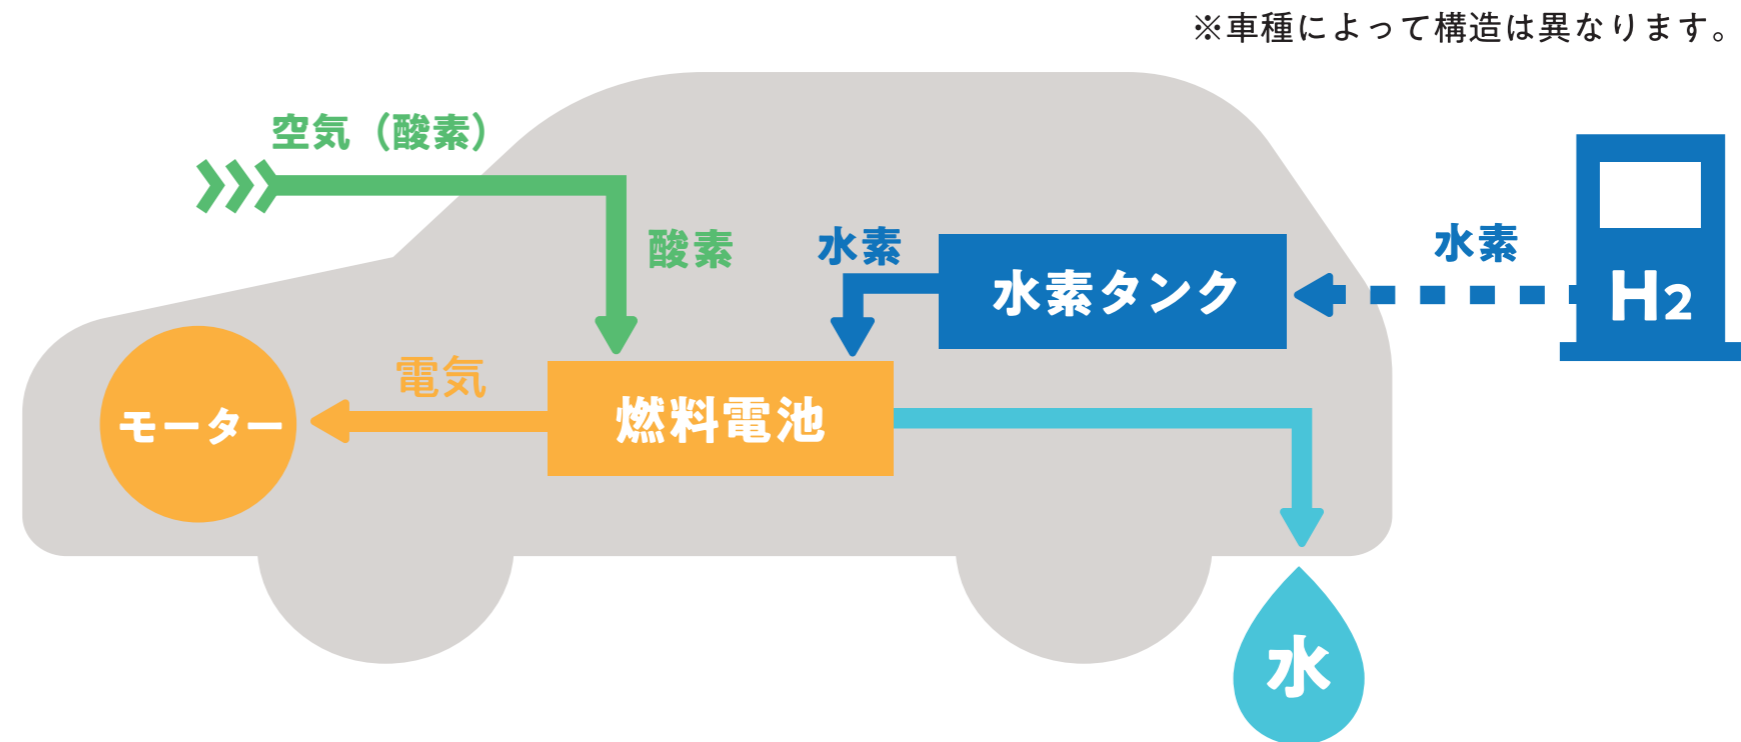 ※車種によって構造は異なります。
空気（酸素）
酸素
水素
水素タンク
水素
H2
電気
モーター
燃料電池
水